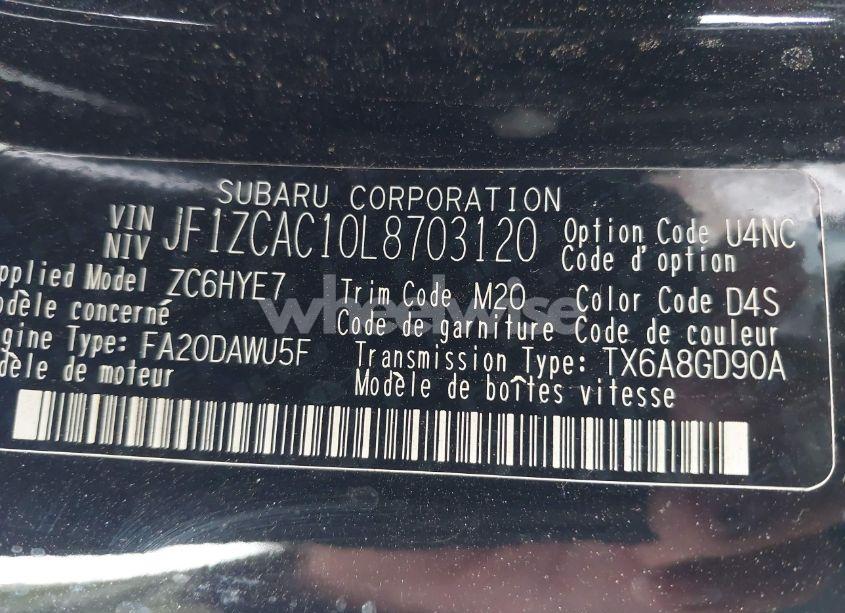 SUBARU CORPORATION
VIN
NIV JF1ZCAC10L8703120 Option Code U4NC
Code d'option
pplied Model ZC6HYE7 Trim Code M20 Color Code D4S
odèle concerné Code de garniture Code de couleur
gine Type: FA20DAWU5F Transmission Type: TX6A8GD90A
dèle de moteur Modèle de boîtes vitesse
wheelwise